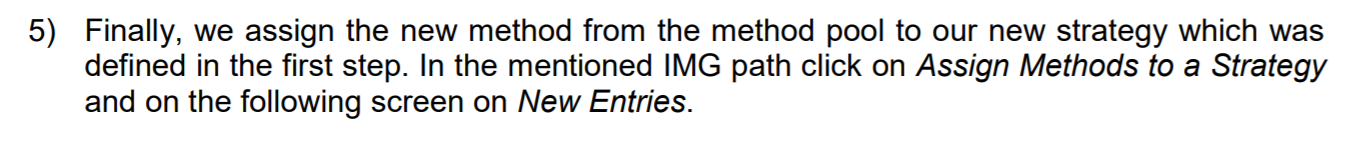 5) Finally, we assign the new method from the method pool to our new strategy which was
defined in the first step. In the mentioned IMG path click on Assign Methods to a Strategy
and on the following screen on New Entries.